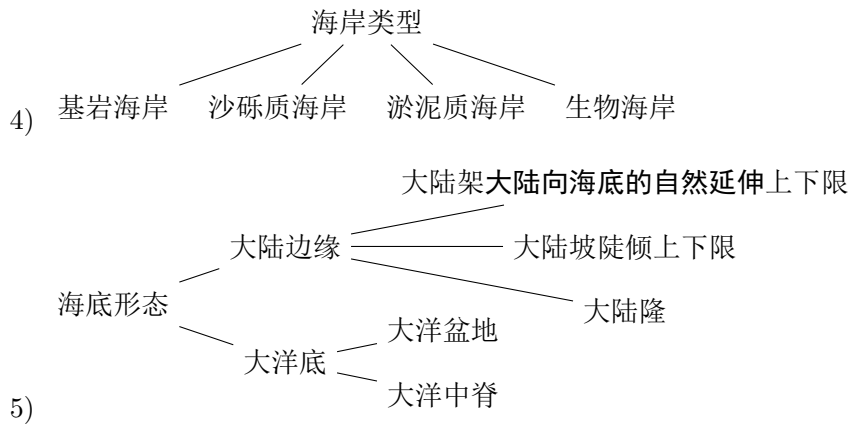 海岸类型
4) 基岩海岸 沙砾质海岸 淤泥质海岸 生物海岸
大陆架大陆向海底的自然延伸上下限
大陆边缘 大陆坡陡倾上下限
海底形态 大陆隆
大洋盆地
大洋底
5) 大洋中脊